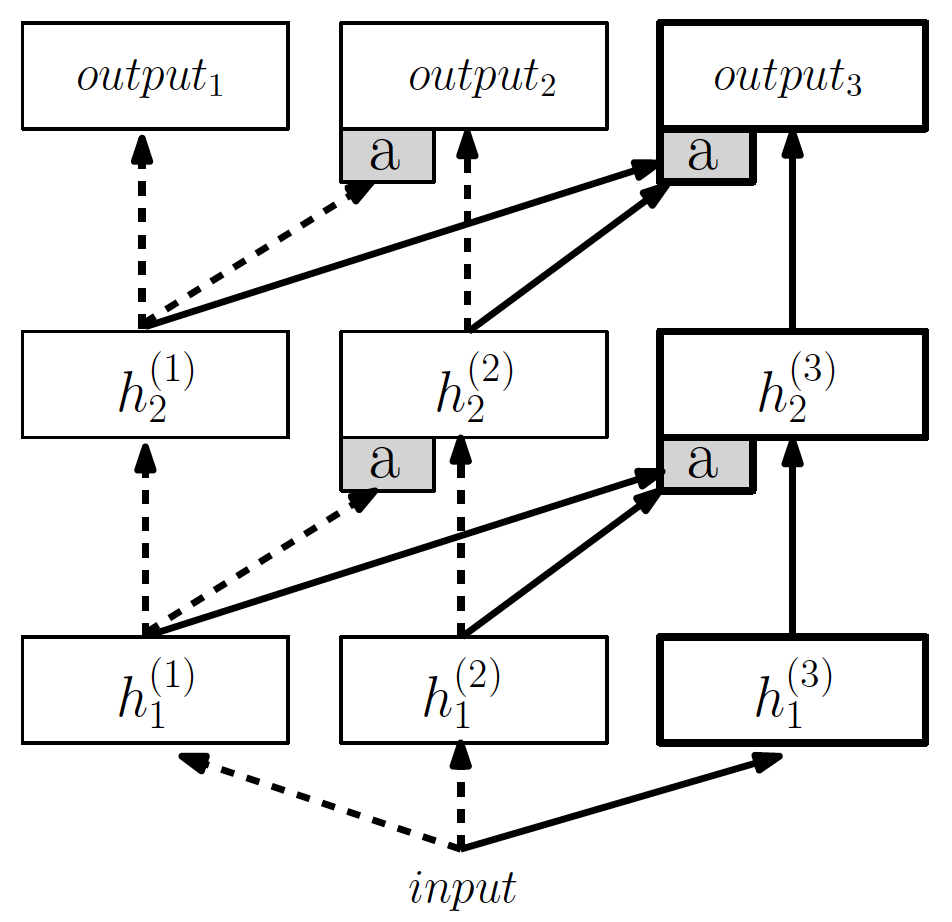 output₁ output₂ output₃
a a
h₂⁽¹⁾ h₂⁽²⁾ h₂⁽³⁾
a a
h₁⁽¹⁾ h₁⁽²⁾ h₁⁽³⁾
input